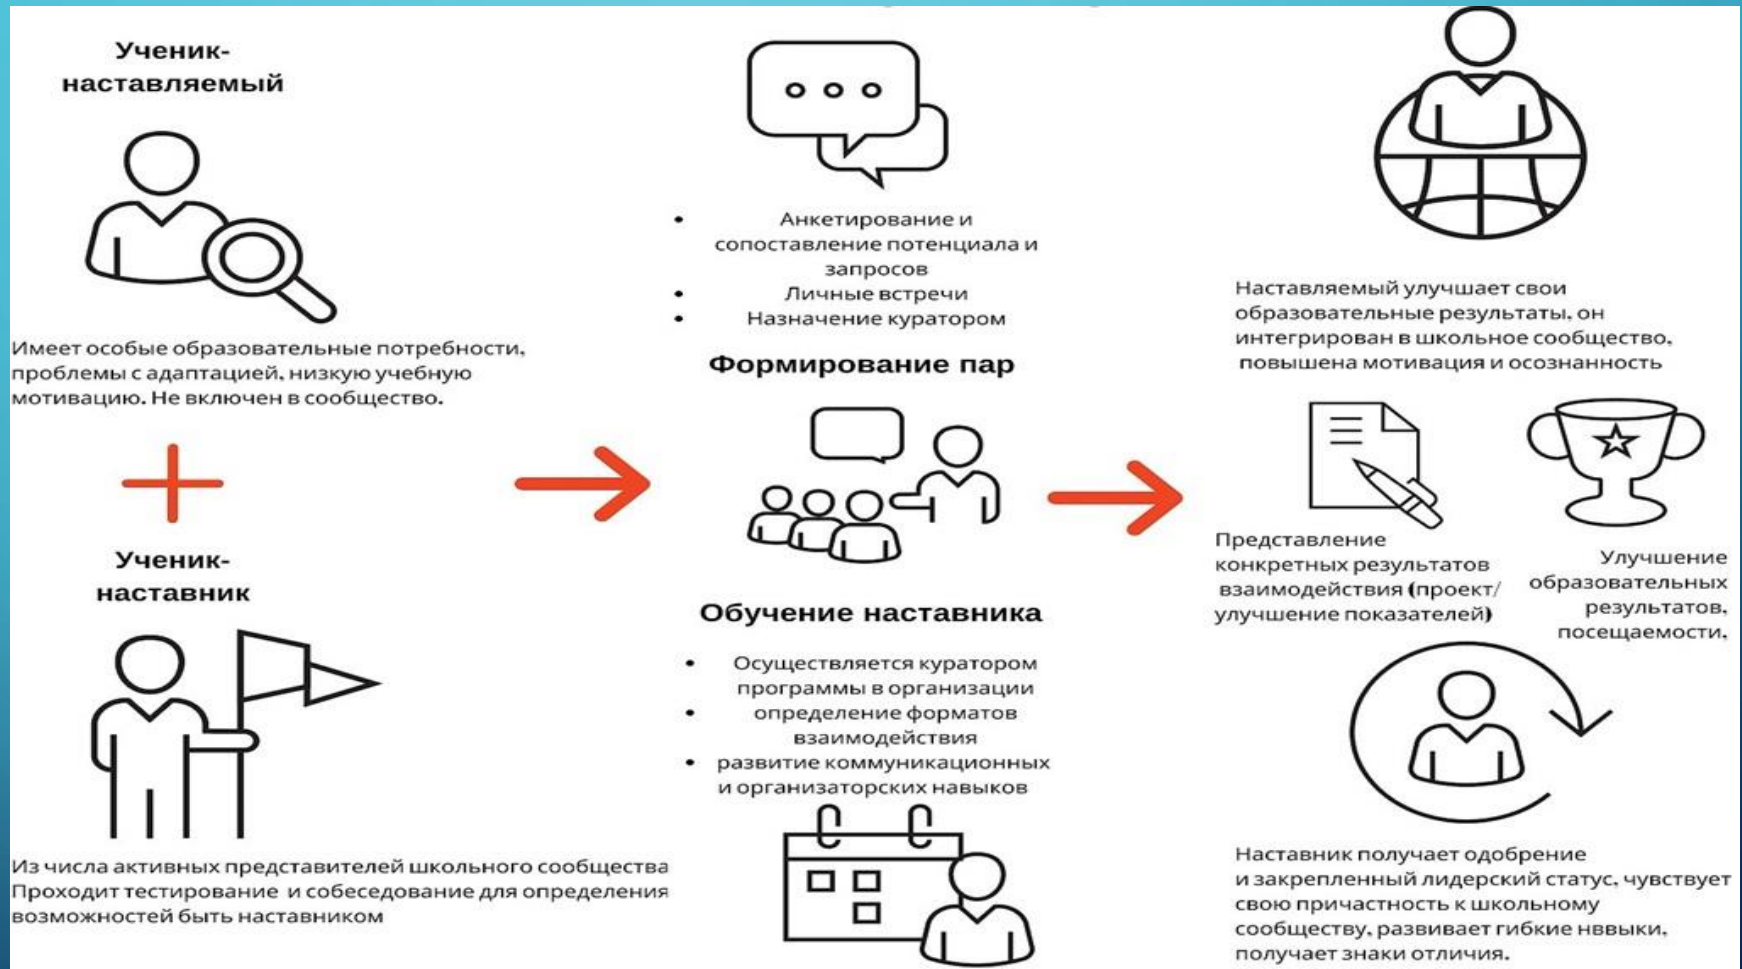 Ученик-
наставляемый
Имеет особые образовательные потребности,
проблемы с адаптацией, низкую учебную
мотивацию. Не включен в сообщество.
Ученик-
наставник
Из числа активных представителей школьного сообщества
Проходит тестирование и собеседование для определения
возможностей быть наставником
• Анкетирование и
сопоставление потенциала и
запросов
• Личные встречи
• Назначение куратором
Формирование пар
Обучение наставника
• Осуществляется куратором
программы в организации
• определение форматов
взаимодействия
• развитие коммуникационных
и организаторских навыков
Наставляемый улучшает свои
образовательные результаты, он
интегрирован в школьное сообщество,
повышена мотивация и осознанность
Представление
конкретных результатов
взаимодействия (проект/
улучшение показателей)
Улучшение
образовательных
результатов,
посещаемости,
Наставник получает одобрение
и закрепленный лидерский статус, чувствует
свою причастность к школьному
сообществу, развивает гибкие нввыки,
получает знаки отличия.